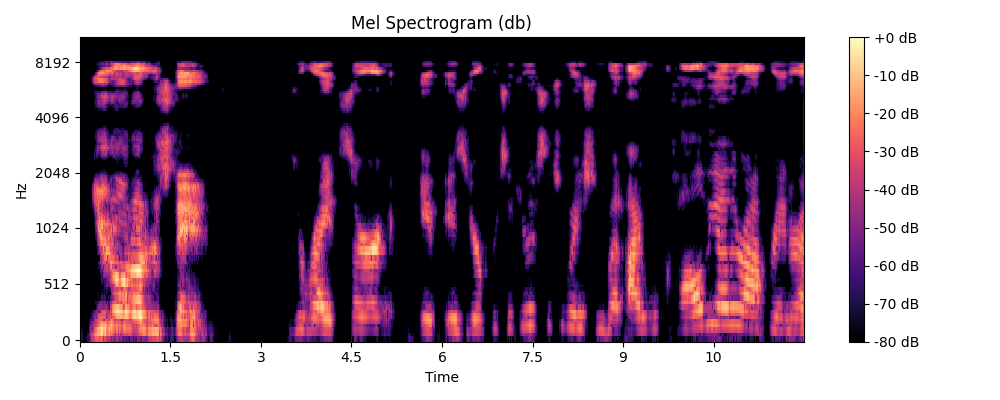 Mel Spectrogram (db)
8192
4096
2048
1024
512
0
Hz
0 1.5 3 4.5 6 7.5 9 10
Time
+0 dB
-10 dB
-20 dB
-30 dB
-40 dB
-50 dB
-60 dB
-70 dB
-80 dB